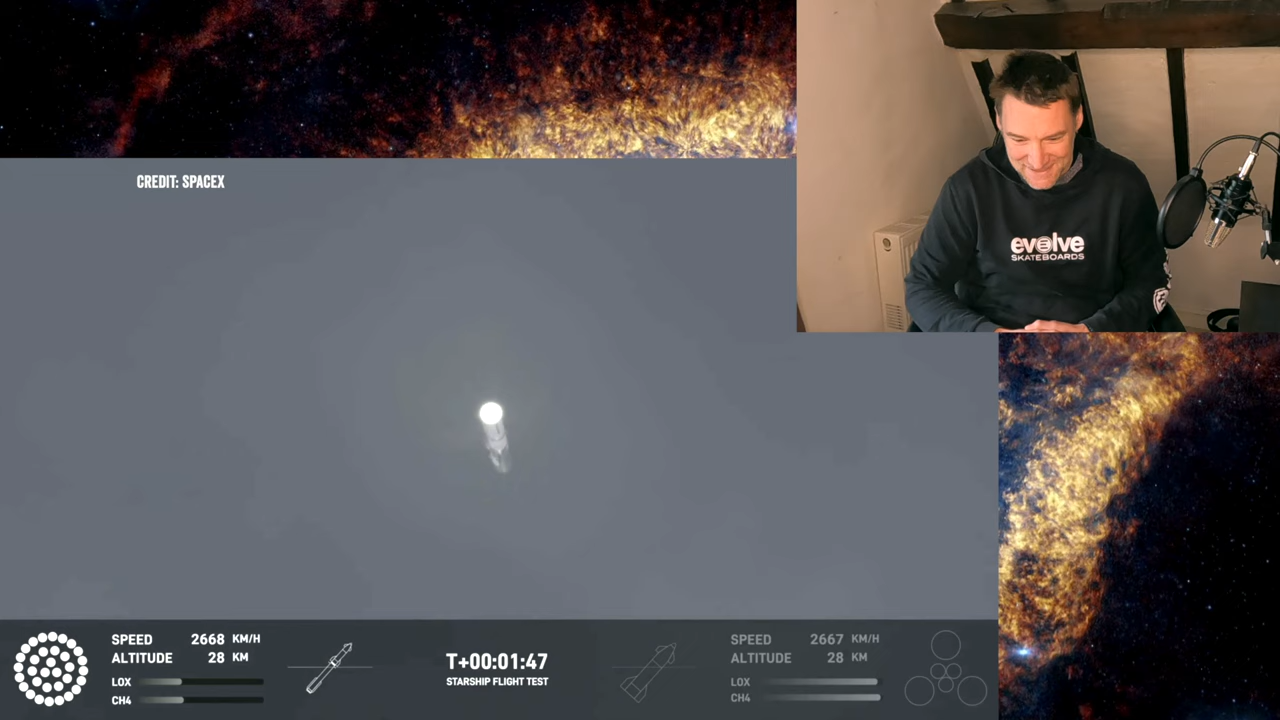 CREDIT: SPACEX
evolve
SKATEBOARDS
SPEED 2668 KM/H
ALTITUDE 28 KM
LOX
CH4
T+00:01:47
STARSHIP FLIGHT TEST
SPEED 2667 KM/H
ALTITUDE 28 KM
LOX
CH4